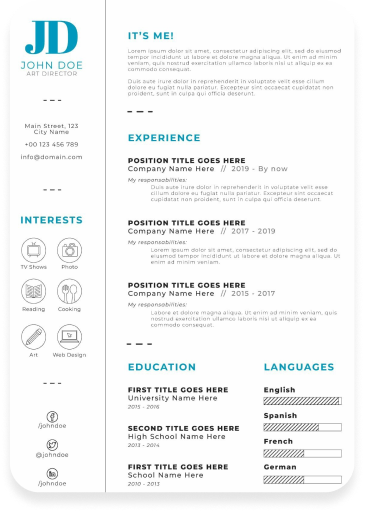 JD
JOHN DOE
ART DIRECTOR
Main Street, 123
City Name
+00 123 456 789
info@domain.com
INTERESTS
TV Shows
Photo
Reading
Cooking
Art
Web Design
/johndoe
@johndoe
/johndoe
IT'S ME!
Lorem ipsum dolor sit amet, consectetur adipiscing elit, sed do eiusmod
tempor incididunt ut labore et dolore magna aliqua. Ut enim ad minim
veniam, quis nostrud exercitation ullamco laboris nisi ut aliquip ex ea
commodo consequat.
Duis aute irure dolor in reprehenderit in voluptate velit esse cillum
dolore eu fugiat nulla pariatur. Excepteur sint occaecat cupidatat non
proident, sunt in culpa qui officia deserunt.
EXPERIENCE
POSITION TITLE GOES HERE
Company Name Here // 2019 - By now
My responsibilities:
Duis aute irure dolor in reprehenderit in voluptate velit esse
cillum dolore eu fugiat nulla pariatur. Excepteur sint occaecat
cupidatat non proident, sunt in culpa qui officia deserunt.
POSITION TITLE GOES HERE
Company Name Here // 2017 - 2019
My responsibilities:
Lorem ipsum dolor sit amet, consectetur adipiscing elit, sed do
eiusmod tempor incididunt ut labore et dolore magna aliqua. Ut
enim ad minim veniam.
POSITION TITLE GOES HERE
Company Name Here // 2015 - 2017
My responsibilities:
Labore et dolore magna aliqua. Ut enim ad minim veniam, quis
nostrud exercitation ullamco laboris nisi ut aliquip ex ea
commodo consequat.
EDUCATION
FIRST TITLE GOES HERE
University Name Here
2015 - 2016
SECOND TITLE GOES HERE
High School Name Here
2013 - 2014
FIRST TITLE GOES HERE
School Name Here
2010 - 2013
LANGUAGES
English
Spanish
French
German